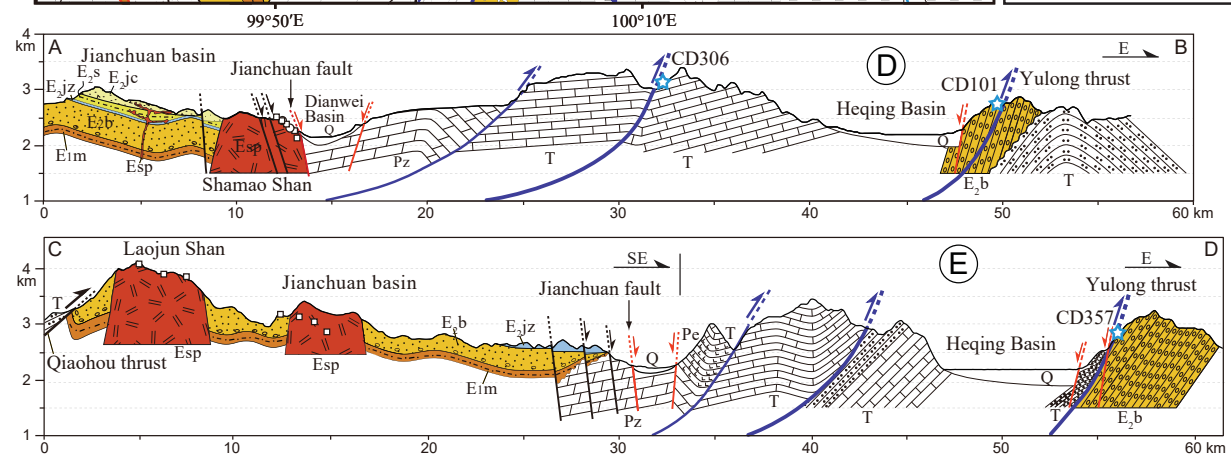 99°50′E 100°10′E
4
km
3
2
1
A
Jianchuan basin
E₂jz
E₂s
E₂jc
E₂b
E1m
Esp
Esp
Shamao Shan
Jianchuan fault
Dianwei
Basin
Q
Pz
T
CD306
T
D
Heqing Basin
Q
CD101
E
B
Yulong thrust
E₂b
T
0 10 20 30 40 50 60 km
C
Laojun Shan
4
km
3
2
1
T
Qiaohou thrust
Esp
Jianchuan basin
Esp
E1m
E₂b
E₂jz
SE
Jianchuan fault
Q
Pe
T
Pz
T
T
E
Heqing Basin
Q
CD357
E
D
Yulong thrust
T
E₂b
0 10 20 30 40 50 60 km